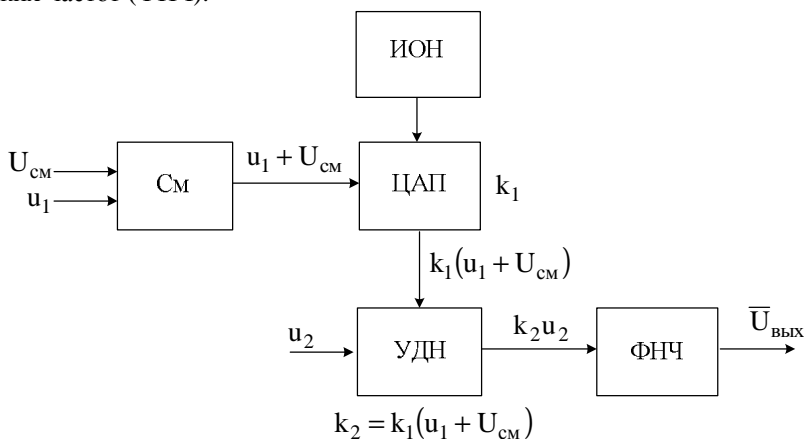 ИОН
U_см
u_1
См
u_1 + U_см
ЦАП
k_1
k_1(u_1 + U_см)
u_2
УДН
k_2u_2
ФНЧ
U̅_вых
k_2 = k_1(u_1 + U_см)